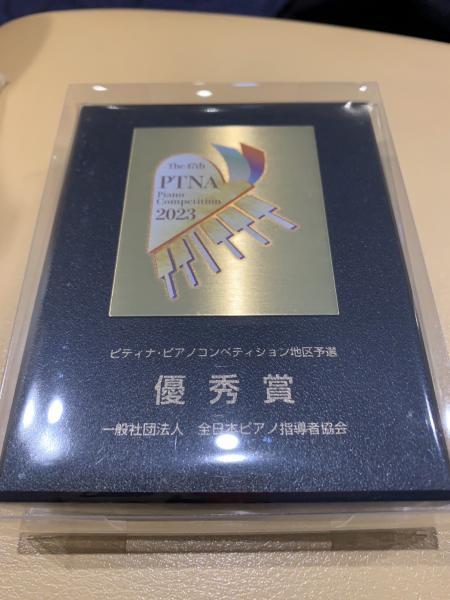 The 47th
PTNA
Piano
Competition
2023
ピティナ・ピアノコンペティション地区予選
優秀賞
一般社団法人 全日本ピアノ指導者協会